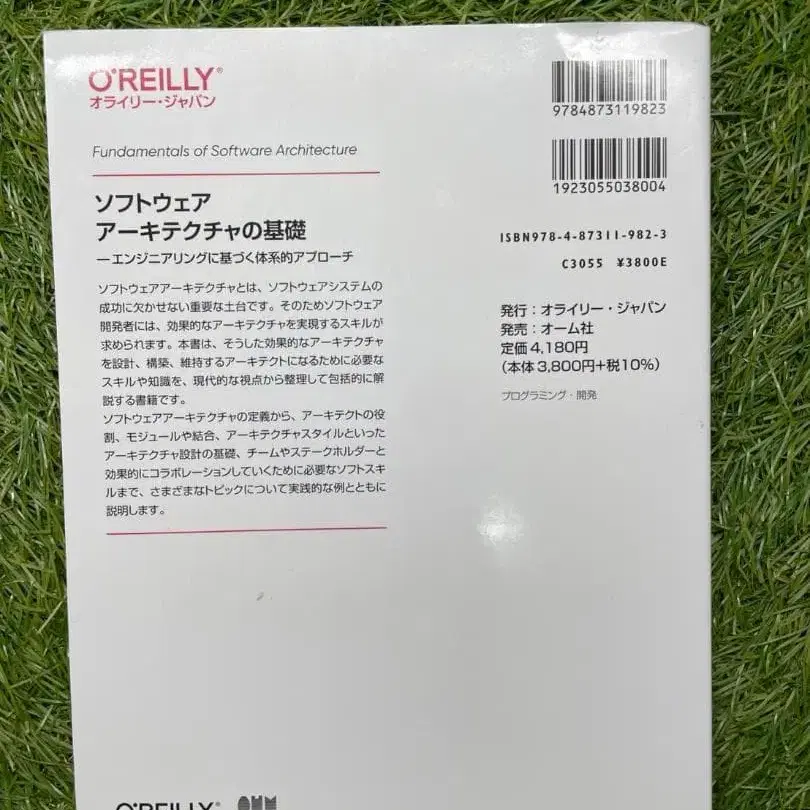 O'REILLY®
オライリー・ジャパン
Fundamentals of Software Architecture
ソフトウェア
アーキテクチャの基礎
―エンジニアリングに基づく体系的アプローチ
ソフトウェアアーキテクチャとは、ソフトウェアシステムの
成功に欠かせない重要な土台です。そのためソフトウェア
開発者には、効果的なアーキテクチャを実現するスキルが
求められます。本書は、そうした効果的なアーキテクチャ
を設計、構築、維持するアーキテクトになるために必要な
スキルや知識を、現代的な視点から整理して包括的に解
説する書籍です。
ソフトウェアアーキテクチャの定義から、アーキテクトの役
割、モジュールや結合、アーキテクチャスタイルといった
アーキテクチャ設計の基礎、チームやステークホルダーと
効果的にコラボレーションしていくために必要なソフトスキ
ルまで、さまざまなトピックについて実践的な例とともに
説明します。
9784873119823
1923055038004
ISBN978-4-87311-982-3
C3055 ¥3800E
発行：オライリー・ジャパン
発売：オーム社
定価4,180円
（本体3,800円+税10%）
プログラミング・開発
O'REILLY®
OHM